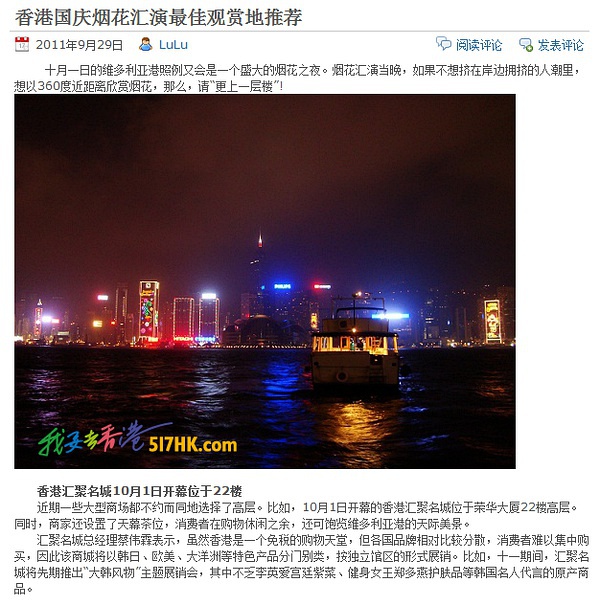 香港国庆烟花汇演最佳观赏地推荐
2011年9月29日 LuLu 阅读评论 发表评论
十月一日的维多利亚港照例又会是一个盛大的烟花之夜。烟花汇演当晚，如果不想挤在岸边拥挤的人潮里，
想以360度近距离欣赏烟花，那么，请“更上一层楼”!
PHILIPS
HITACHI
我要去香港 517HK.com
香港汇聚名城10月1日开幕位于22楼
近期一些大型商场都不约而同地选择了高层。比如，10月1日开幕的香港汇聚名城位于荣华大厦22楼高层。
同时，商家还设置了天幕茶位，消费者在购物休闲之余，还可饱览维多利亚港的天际美景。
汇聚名城总经理蔡伟霖表示，虽然香港是一个免税的购物天堂，但各国品牌相对比较分散，消费者难以集中购
买，因此该商城将以韩日、欧美、大洋洲等特色产品分门别类，按独立馆区的形式展销。比如，十一期间，汇聚名
城将先期推出“大韩风物”主题展销会，其中不乏李英爱宫廷紫菜、健身女王郑多燕护肤品等韩国名人代言的原产商
品。